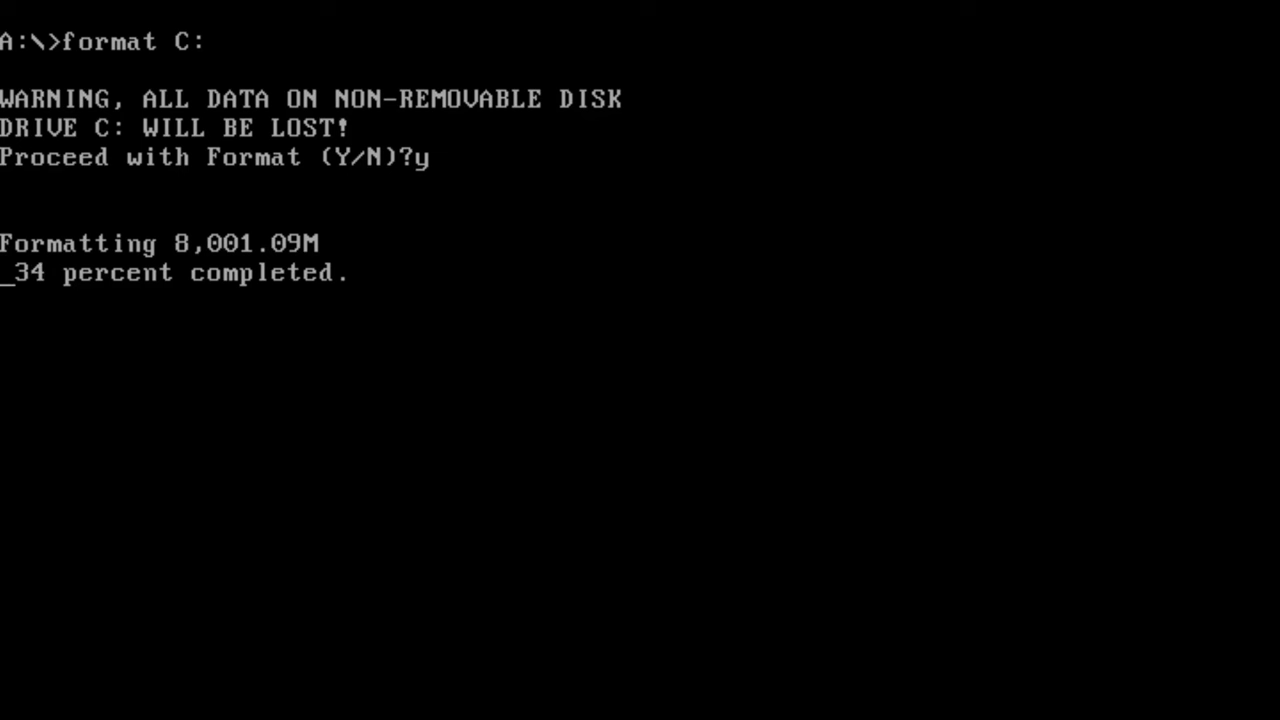 A:\>format C:
WARNING, ALL DATA ON NON-REMOVABLE DISK
DRIVE C: WILL BE LOST!
Proceed with Format (Y/N)?y
Formatting 8,001.09M
_34 percent completed.